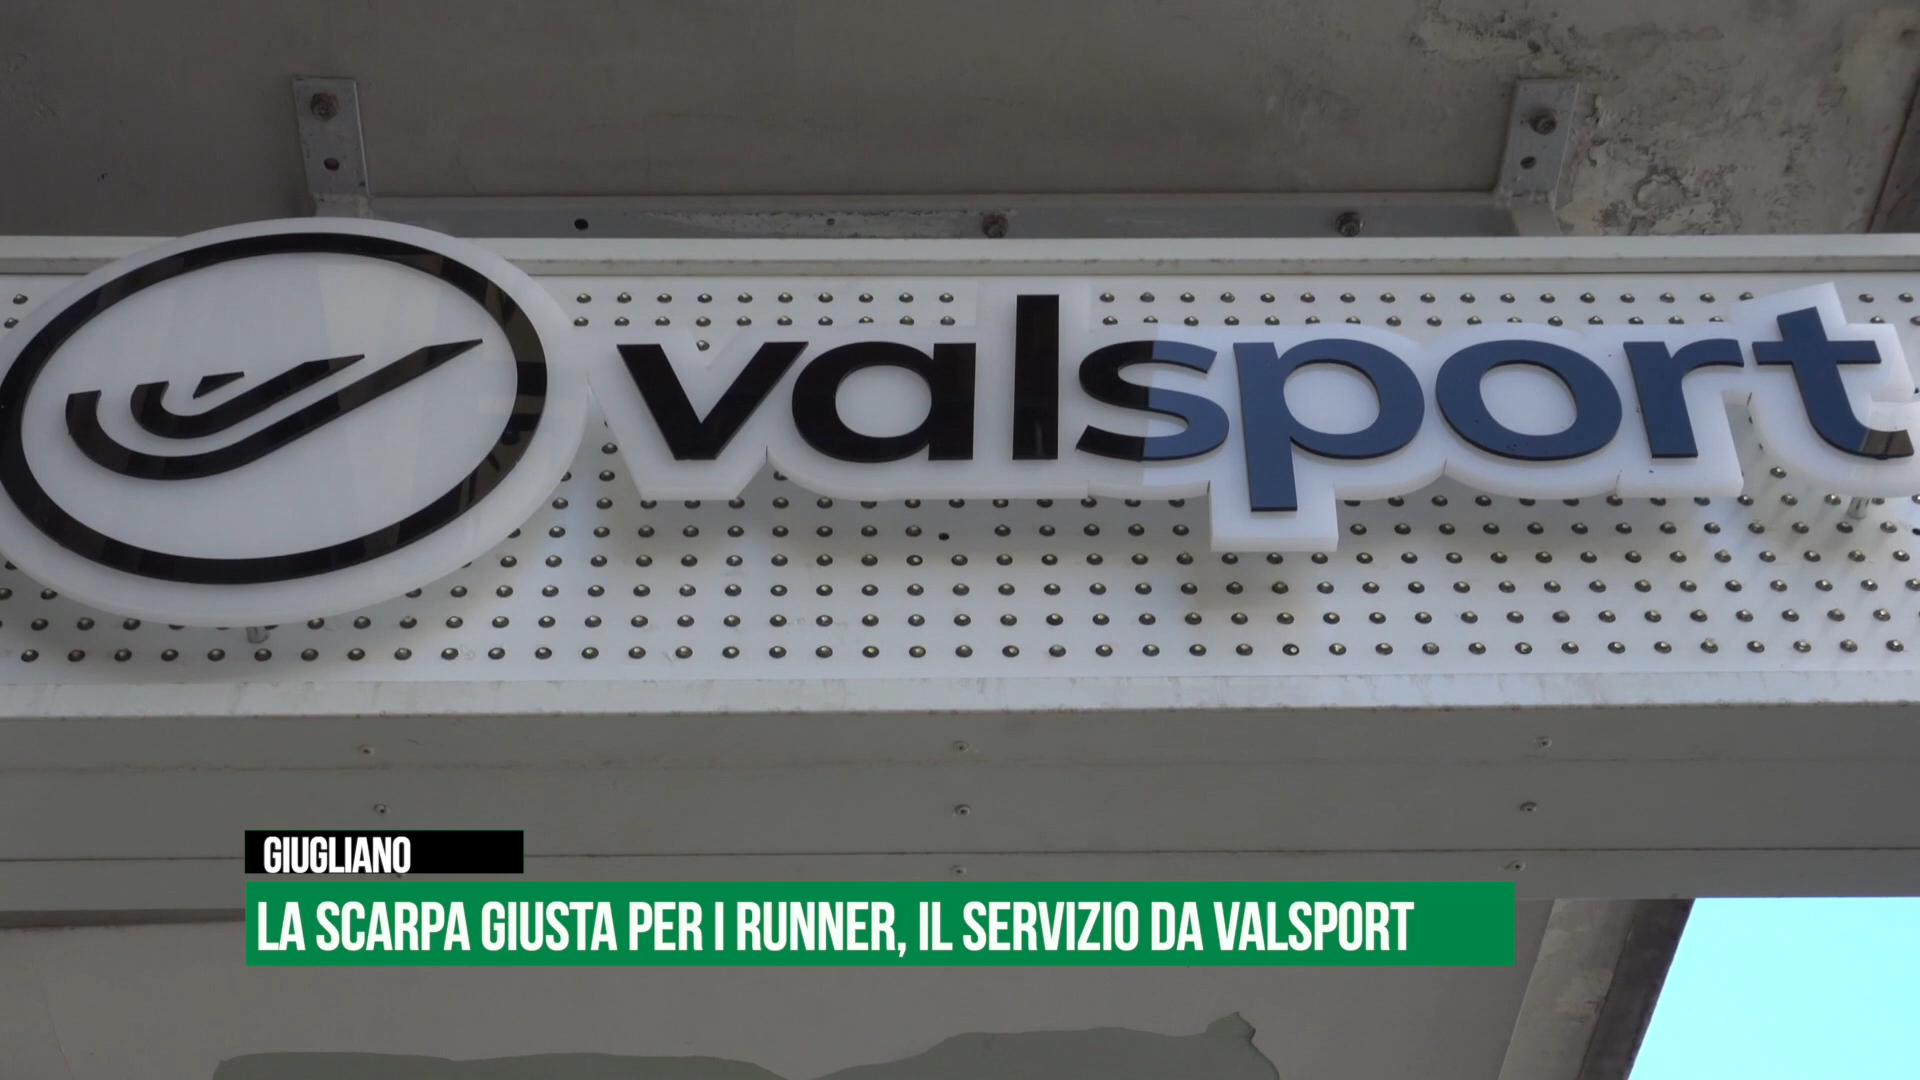 valsport
GIUGLIANO
LA SCARPA GIUSTA PER I RUNNER, IL SERVIZIO DA VALSPORT